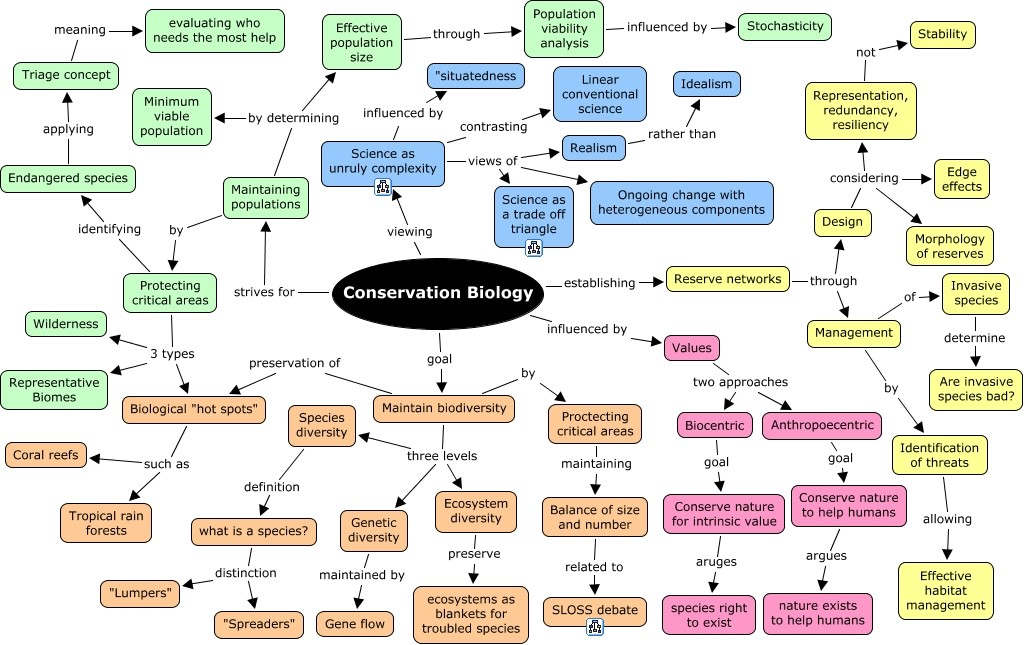 meaning
evaluating who
needs the most help
Effective
population
size
through
Population
viability
analysis
influenced by
Stochasticity
Stability
not
Triage concept
Minimum
viable
population
by determining
"situatedness
influenced by
Linear
conventional
science
Idealism
Representation,
redundancy,
resiliency
applying
contrasting
rather than
Science as
unruly complexity
views of
Realism
Endangered species
Maintaining
populations
Ongoing change with
heterogeneous components
Science as
a trade off
triangle
considering
Edge
effects
Design
Morphology
of reserves
identifying
by
viewing
Protecting
critical areas
strives for
Conservation Biology
establishing
Reserve networks
through
of
Invasive
species
Wilderness
3 types
influenced by
Management
determine
Values
Representative
Biomes
preservation of
goal
by
two approaches
by
Are invasive
species bad?
Biological "hot spots"
Species
diversity
Maintain biodiversity
Proctecting
critical areas
Biocentric
Anthropoecentric
Coral reefs
such as
three levels
maintaining
goal
goal
Identification
of threats
definition
Tropical rain
forests
what is a species?
Genetic
diversity
Ecosystem
diversity
Balance of size
and number
Conserve nature
for intrinsic value
Conserve nature
to help humans
allowing
distinction
maintained by
preserve
related to
aruges
argues
"Lumpers"
"Spreaders"
Gene flow
ecosystems as
blankets for
troubled species
SLOSS debate
species right
to exist
nature exists
to help humans
Effective
habitat
management